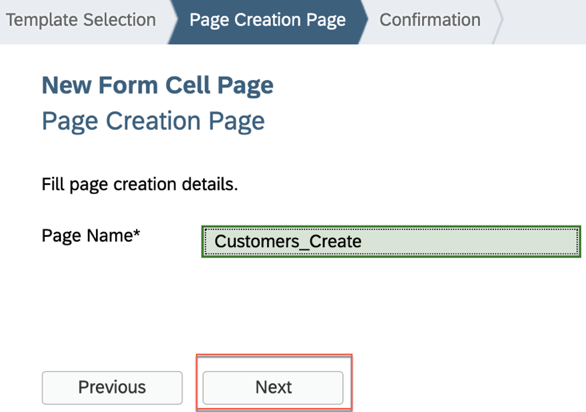 Template Selection Page Creation Page Confirmation
New Form Cell Page
Page Creation Page
Fill page creation details.
Page Name* Customers_Create
Previous Next